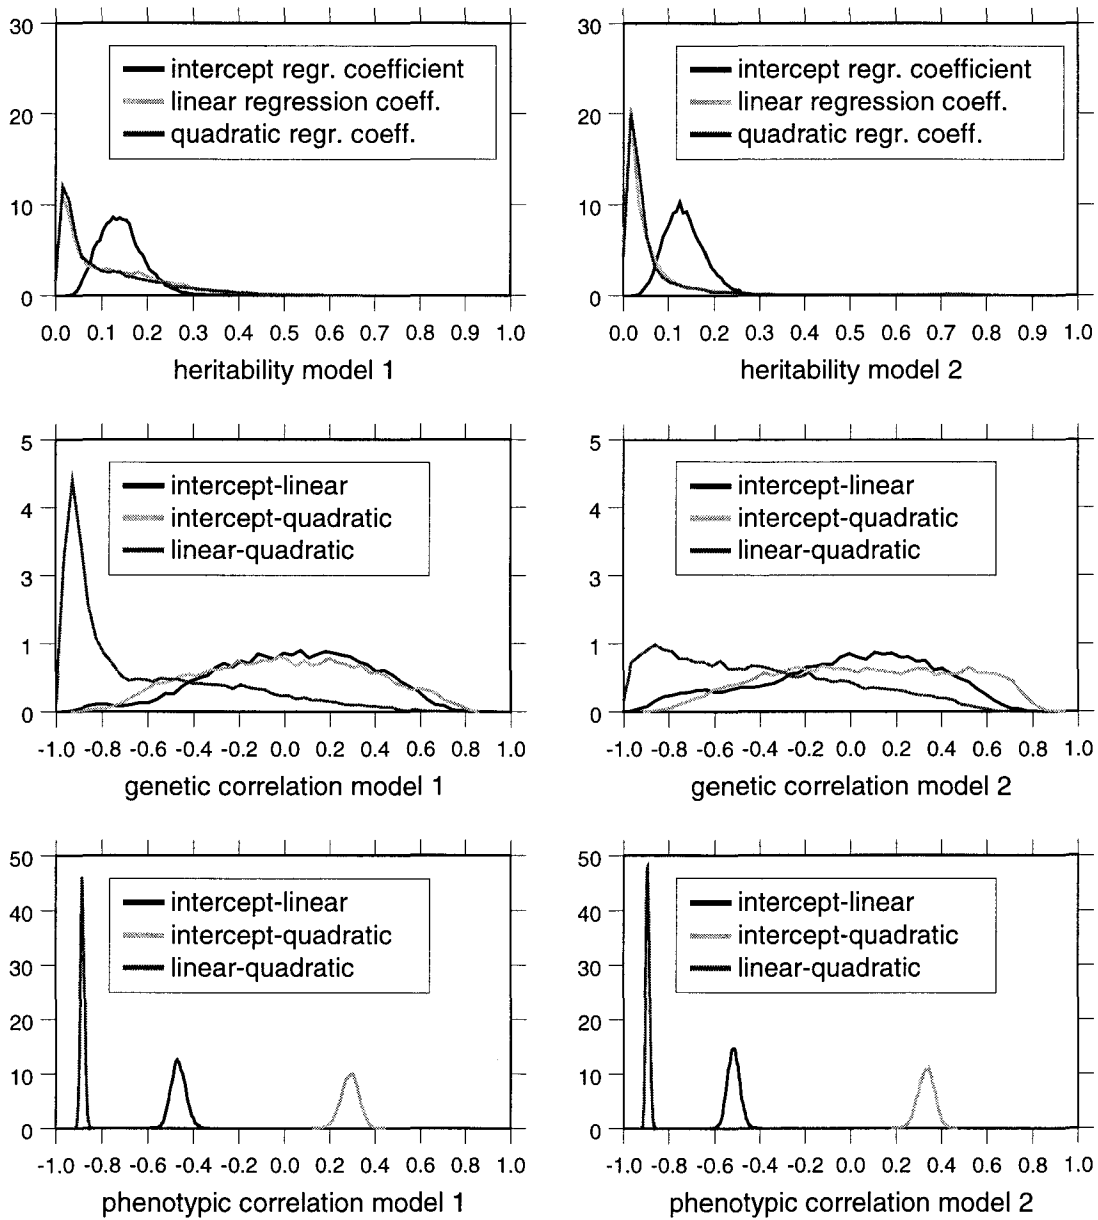 30
intercept regr. coefficient
linear regression coeff.
20
quadratic regr. coeff.
10
0
0.0 0.1 0.2 0.3 0.4 0.5 0.6 0.7 0.8 0.9 1.0
heritability model 1
30
intercept regr. coefficient
linear regression coeff.
20
quadratic regr. coeff.
10
0
0.0 0.1 0.2 0.3 0.4 0.5 0.6 0.7 0.8 0.9 1.0
heritability model 2
5
intercept-linear
4
intercept-quadratic
linear-quadratic
3
1
0
-1.0 -0.8 -0.6 -0.4 -0.2 0.0 0.2 0.4 0.6 0.8 1.0
genetic correlation model 1
5
intercept-linear
4
intercept-quadratic
linear-quadratic
3
1
0
-1.0 -0.8 -0.6 -0.4 -0.2 0.0 0.2 0.4 0.6 0.8 1.0
genetic correlation model 2
50
intercept-linear
40
intercept-quadratic
30
linear-quadratic
20
10
0
-1.0 -0.8 -0.6 -0.4 -0.2 0.0 0.2 0.4 0.6 0.8 1.0
phenotypic correlation model 1
50
intercept-linear
40
intercept-quadratic
30
linear-quadratic
20
10
0
-1.0 -0.8 -0.6 -0.4 -0.2 0.0 0.2 0.4 0.6 0.8 1.0
phenotypic correlation model 2